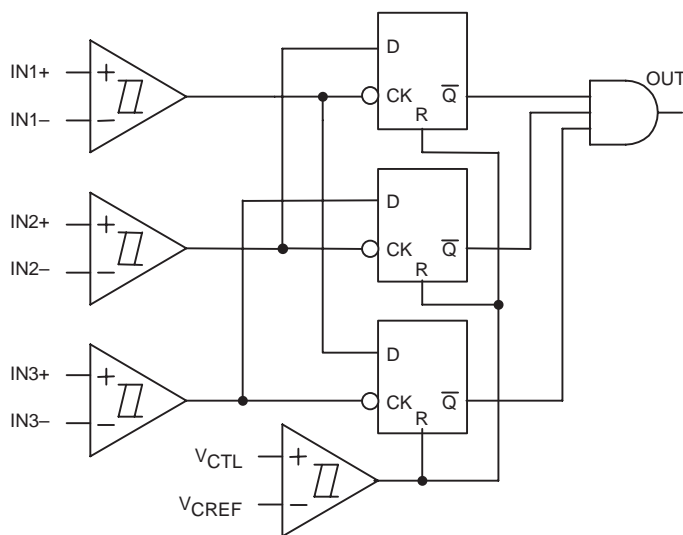 IN1+
IN1–
+
–
D
CK
Q̅
R
OUT
IN2+
IN2–
+
–
D
CK
Q̅
R
IN3+
IN3–
+
–
D
CK
Q̅
R
VCTL
VCREF
+
–